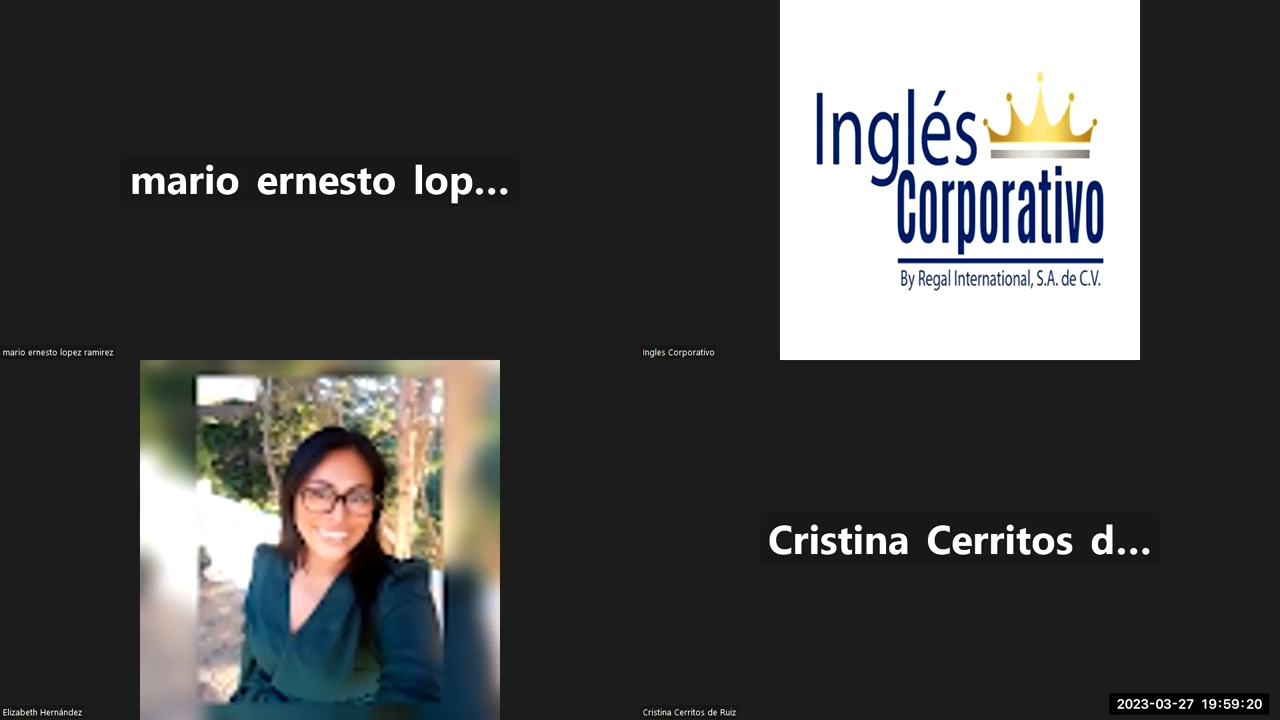 mario ernesto lop...
mario ernesto lopez ramirez
Inglés
Corporativo
By Regal International, S.A. de C.V.
Ingles Corporativo
Elizabeth Hernández
Cristina Cerritos d...
Cristina Cerritos de Ruiz
2023-03-27 19:59:20